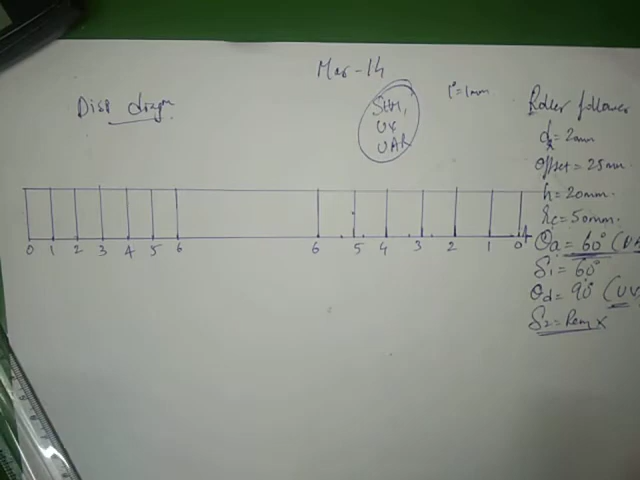 Mar-14
Disp diagm
SHM,
UV
UAR
1°=1mm
Roller follower
offset = 25mm
h = 20mm.
rc = 50mm.
θa = 60°
δ1 = 60°
θd = 90° (UV
δ2 = Rem x
0 1 2 3 4 5 6 6 5 4 3 2 1 0